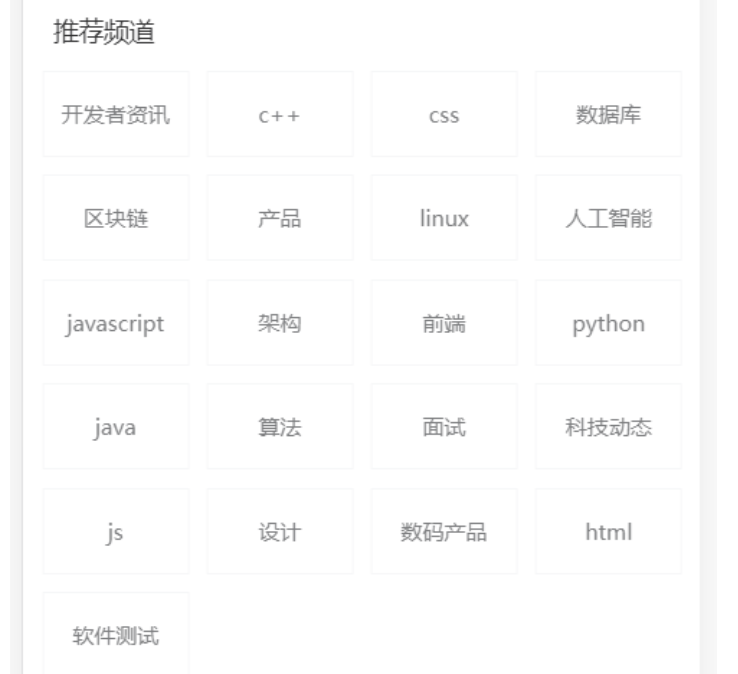 推荐频道
开发者资讯
c++
css
数据库
区块链
产品
linux
人工智能
javascript
架构
前端
python
java
算法
面试
科技动态
js
设计
数码产品
html
软件测试